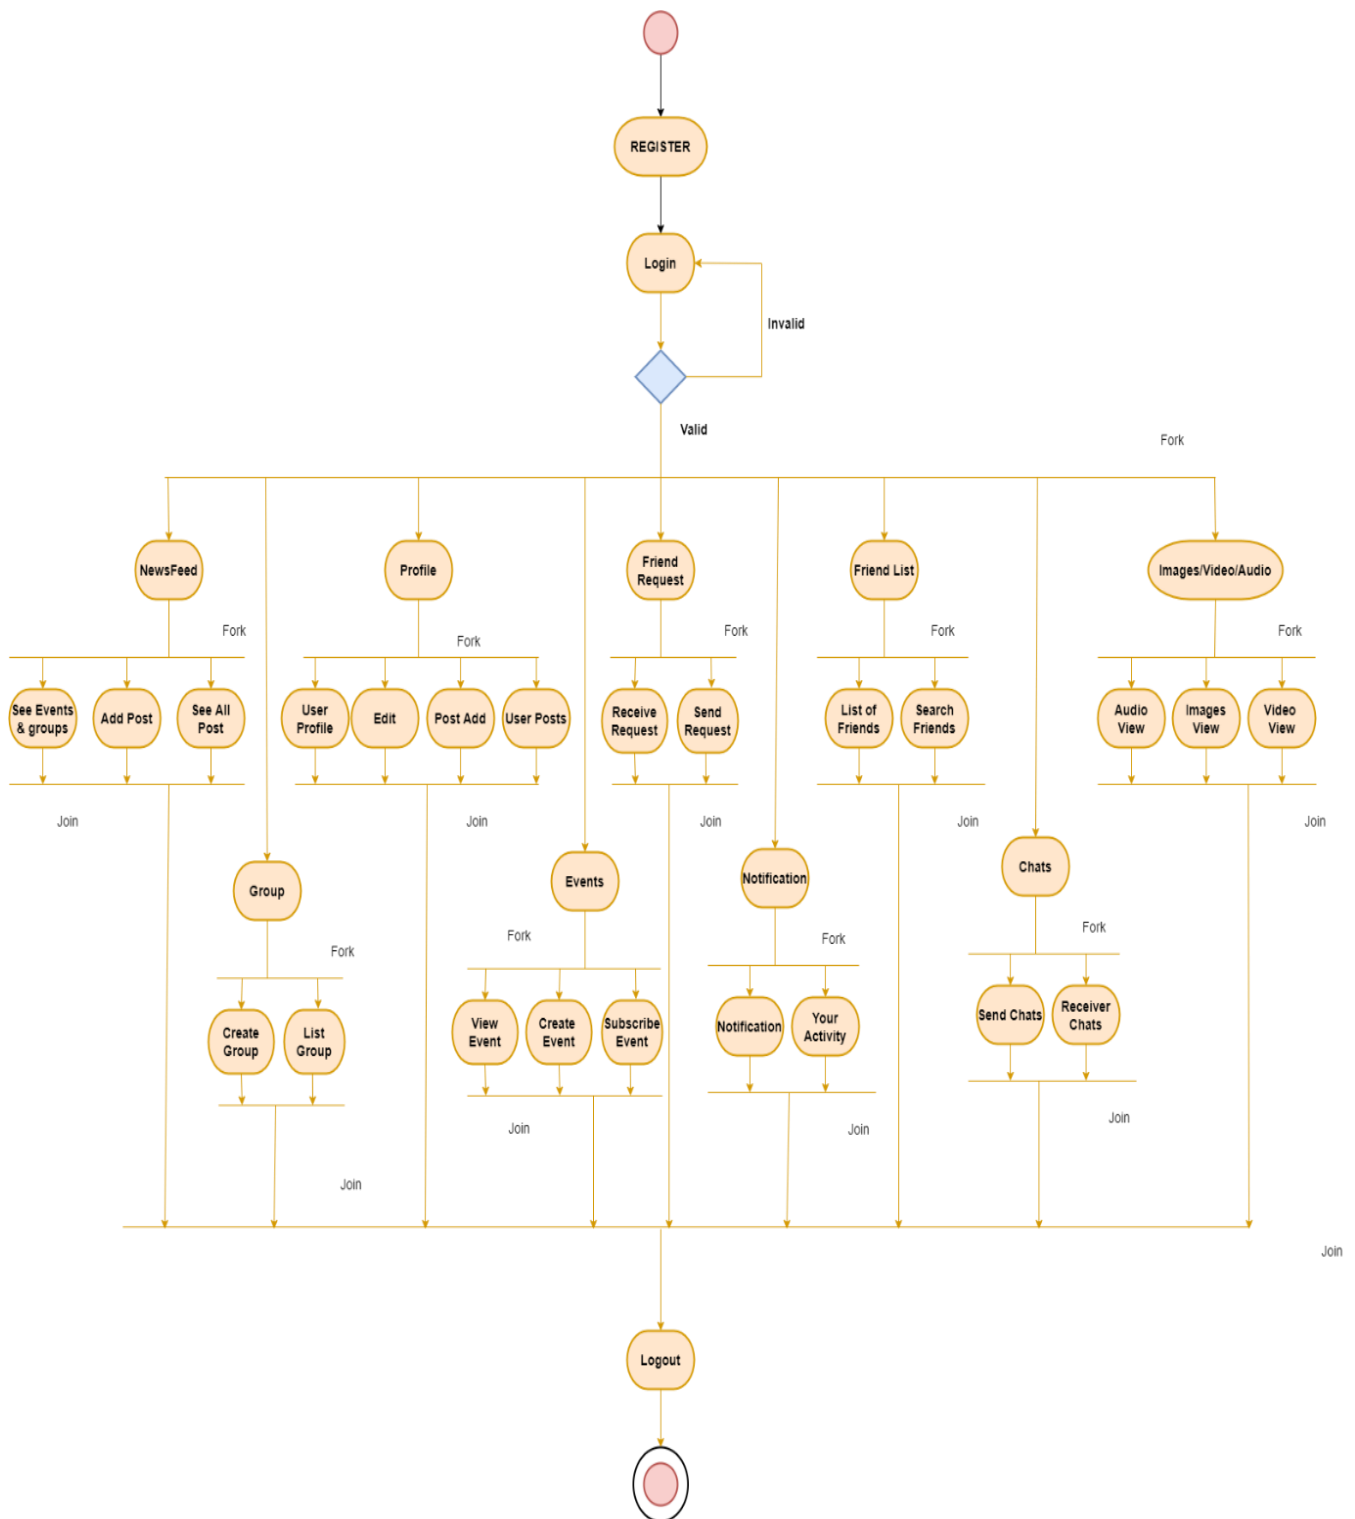 REGISTER
Login
Invalid
Valid
Fork
NewsFeed
Profile
Friend
Request
Friend List
Images/Video/Audio
Fork
Fork
Fork
Fork
Fork
See Events
& groups
Add Post
See All
Post
User
Profile
Edit
Post Add
User Posts
Receive
Request
Send
Request
List of
Friends
Search
Friends
Audio
View
Images
View
Video
View
Join
Join
Join
Join
Join
Group
Events
Notification
Chats
Fork
Fork
Fork
Fork
Create
Group
List
Group
View
Event
Create
Event
Subscribe
Event
Notification
Your
Activity
Send Chats
Receiver
Chats
Join
Join
Join
Join
Join
Logout